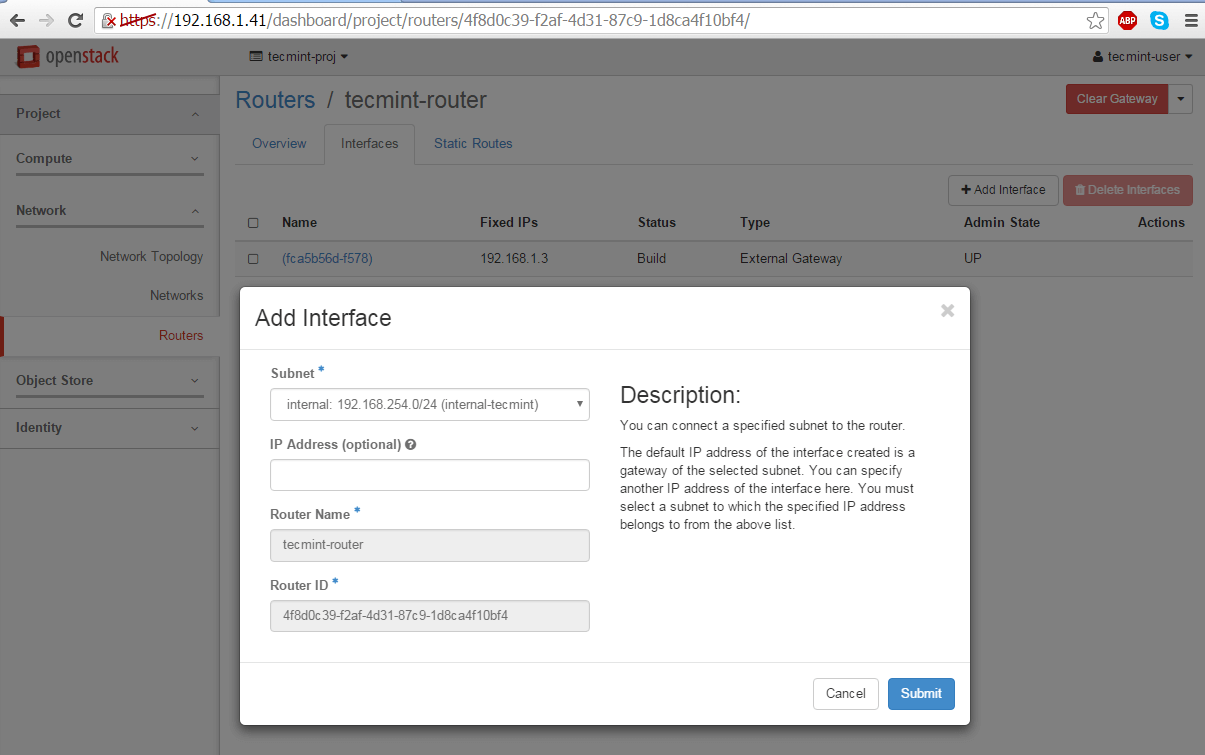 https://192.168.1.41/dashboard/project/routers/4f8d0c39-f2af-4d31-87c9-1d8ca4f10bf4/
ABP
S
openstack
tecmint-proj
tecmint-user
Project
Compute
Network
Network Topology
Networks
Routers
Object Store
Identity
Routers / tecmint-router
Clear Gateway
Overview Interfaces Static Routes
Add Interface Delete Interfaces
Name Fixed IPs Status Type Admin State Actions
(fca5b56d-f578) 192.168.1.3 Build External Gateway UP
Add Interface
Subnet *
internal: 192.168.254.0/24 (internal-tecmint)
IP Address (optional)
Router Name *
tecmint-router
Router ID *
4f8d0c39-f2af-4d31-87c9-1d8ca4f10bf4
Description:
You can connect a specified subnet to the router.
The default IP address of the interface created is a
gateway of the selected subnet. You can specify
another IP address of the interface here. You must
select a subnet to which the specified IP address
belongs to from the above list.
Cancel Submit